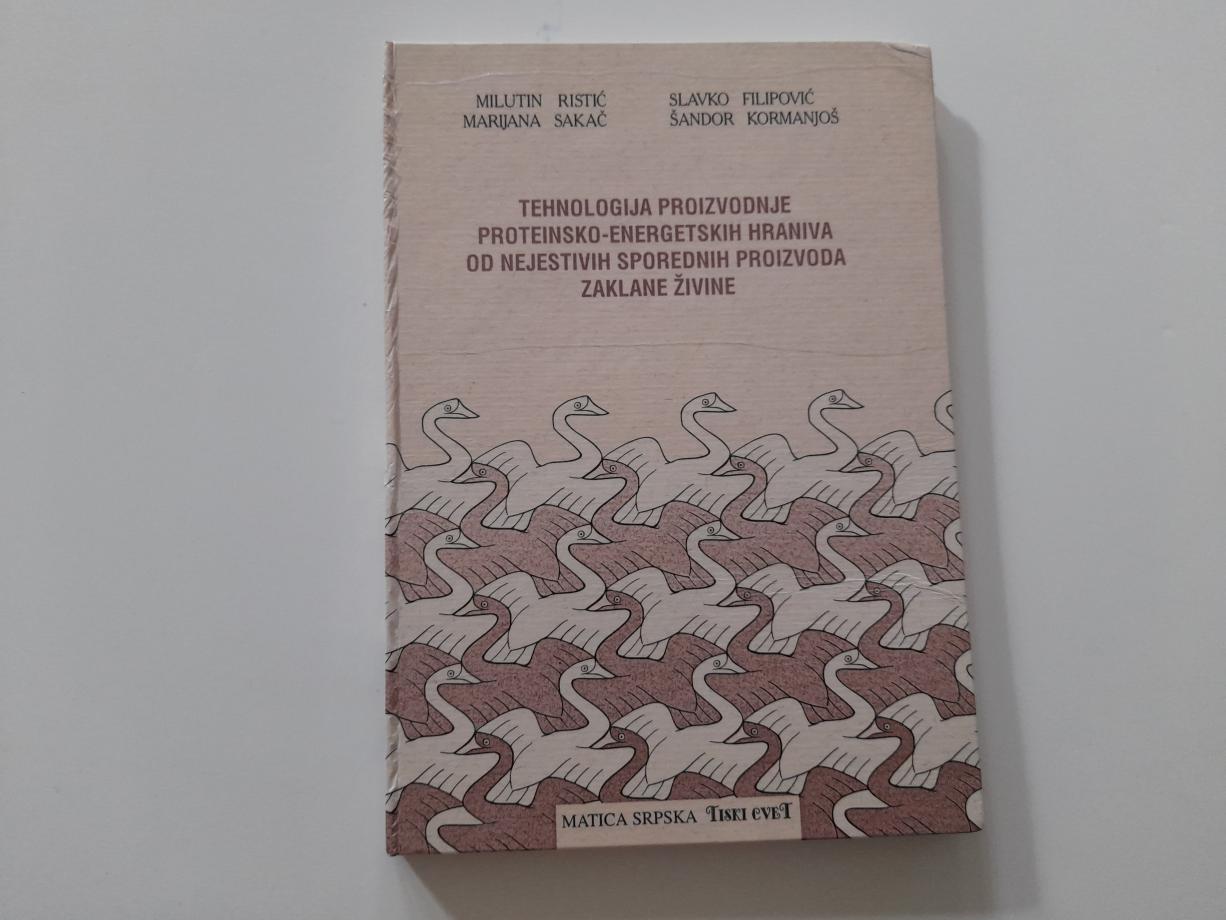 MILUTIN RISTIĆ
MARIJANA SAKAČ
SLAVKO FILIPOVIĆ
ŠANDOR KORMANJOŠ
TEHNOLOGIJA PROIZVODNJE
PROTEINSKO-ENERGETSKIH HRANIVA
OD NEJESTIVIH SPOREDNIH PROIZVODA
ZAKLANE ŽIVINE
MATICA SRPSKA TISKI CVET